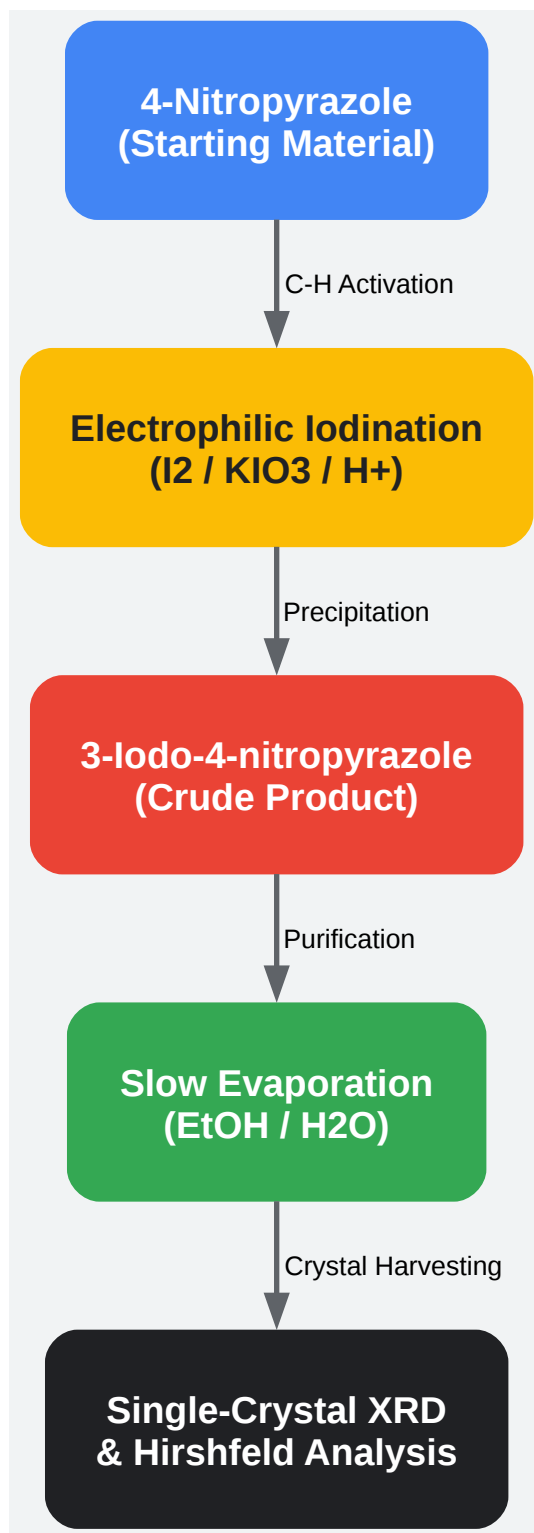 4-Nitropyrazole
(Starting Material)
C-H Activation
Electrophilic Iodination
(I2 / KIO3 / H+)
Precipitation
3-Iodo-4-nitropyrazole
(Crude Product)
Purification
Slow Evaporation
(EtOH / H2O)
Crystal Harvesting
Single-Crystal XRD
& Hirshfeld Analysis